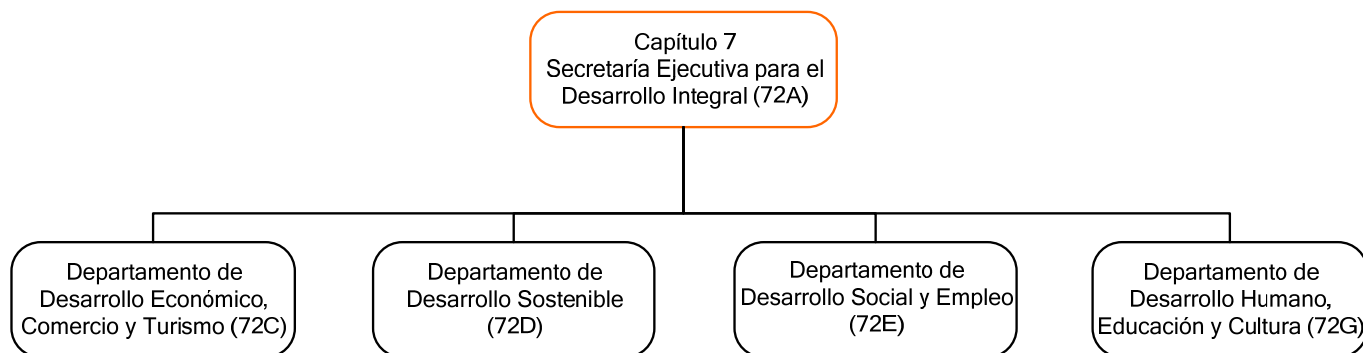 Capítulo 7
Secretaría Ejecutiva para el
Desarrollo Integral (72A)
Departamento de
Desarrollo Económico,
Comercio y Turismo (72C)
Departamento de
Desarrollo Sostenible
(72D)
Departamento de
Desarrollo Social y Empleo
(72E)
Departamento de
Desarrollo Humano,
Educación y Cultura (72G)